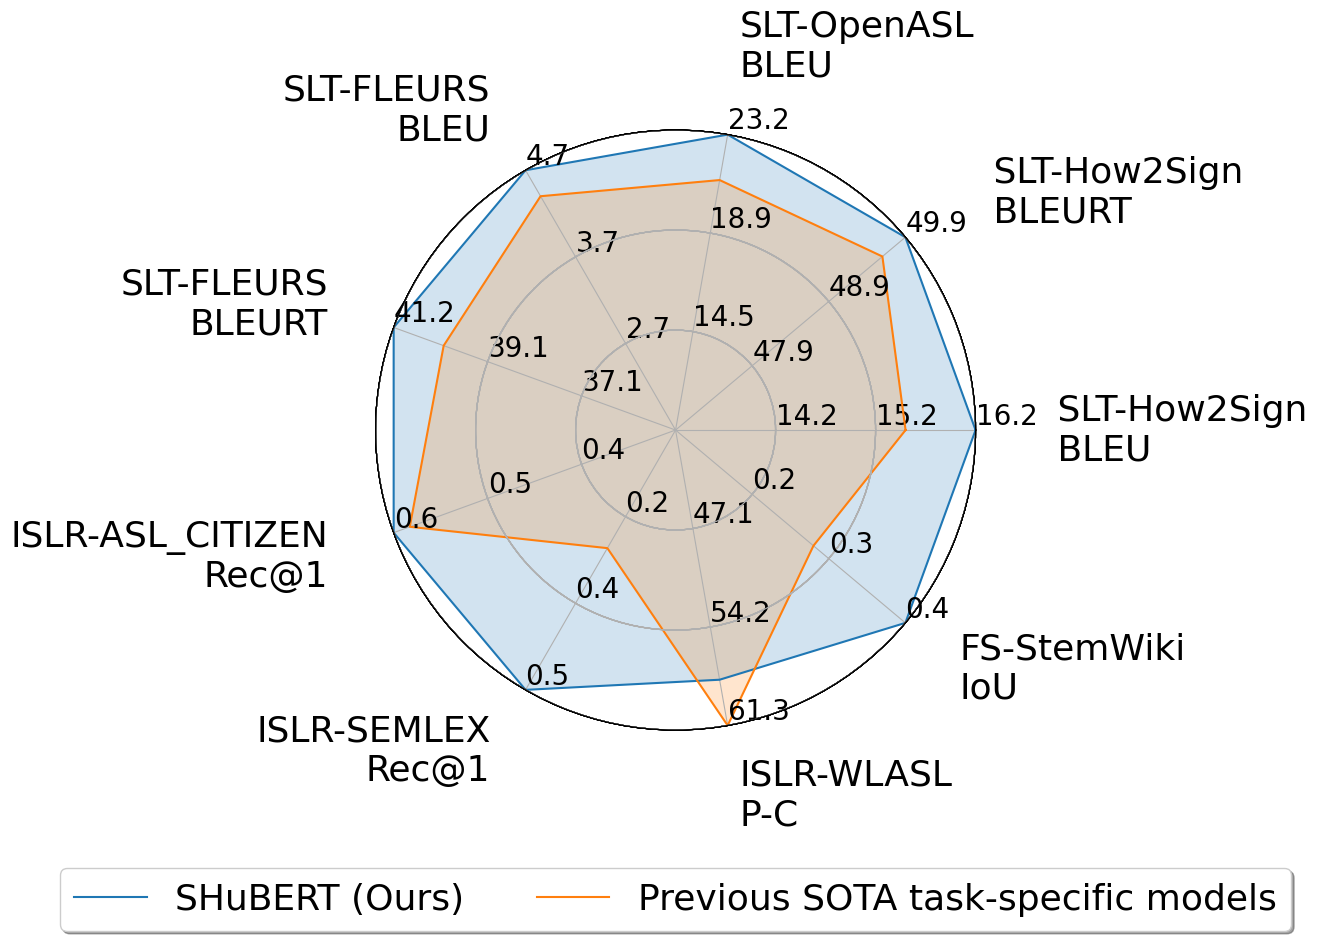 SLT-OpenASL
BLEU
SLT-FLEURS
BLEU
23.2
4.7
SLT-How2Sign
BLEURT
49.9
18.9
3.7
48.9
SLT-FLEURS
BLEURT
41.2
2.7
14.5
47.9
39.1
37.1
14.2
15.2
16.2
SLT-How2Sign
BLEU
0.4
0.5
0.6
0.2
47.1
0.2
ISLR-ASL_CITIZEN
Rec@1
0.3
0.4
54.2
0.4
FS-StemWiki
IoU
0.5
61.3
ISLR-SEMLEX
Rec@1
ISLR-WLASL
P-C
SHuBERT (Ours)
Previous SOTA task-specific models